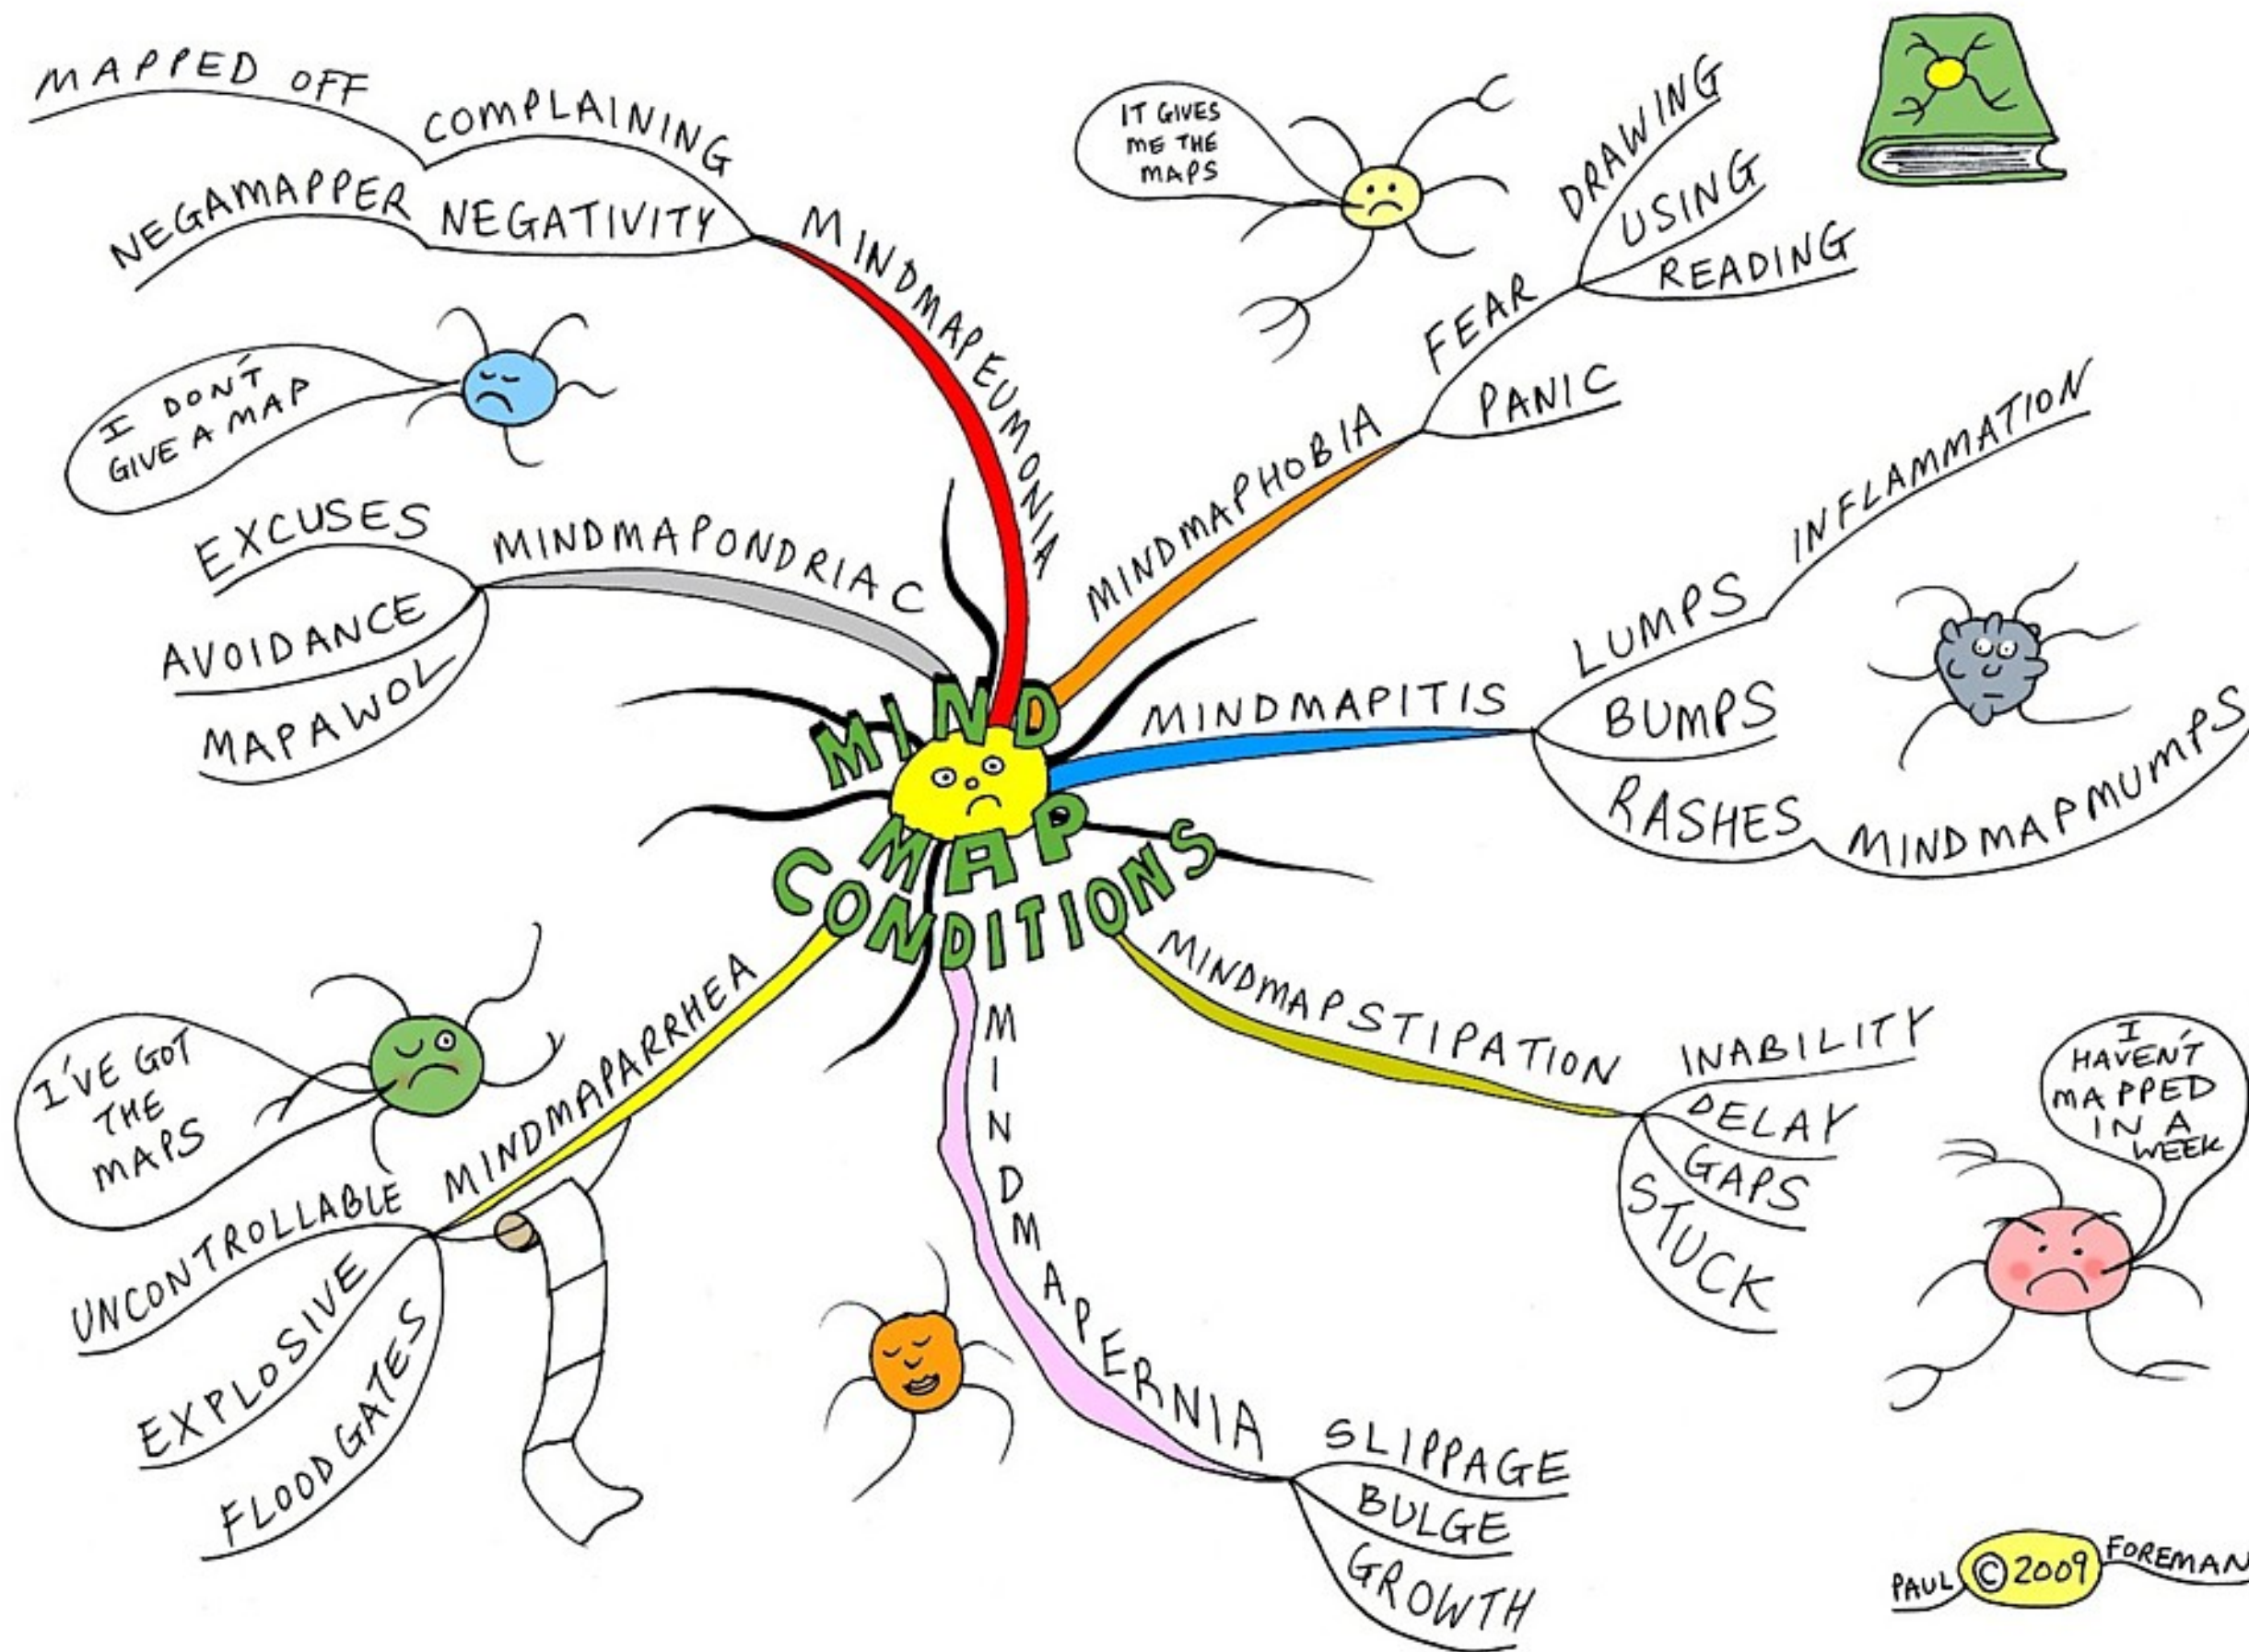 MIND
MAP
CONDITIONS
MINDMAPEUMONIA
COMPLAINING
MAPPED OFF
NEGATIVITY
NEGAMAPPER
MINDMAPHOBIA
FEAR
DRAWING
USING
READING
PANIC
IT GIVES
ME THE
MAPS
MINDMAPITIS
LUMPS
INFLAMMATION
BUMPS
RASHES
MINDMAPMUMPS
MINDMAPSTIPATION
INABILITY
DELAY
GAPS
STUCK
I
HAVEN'T
MAPPED
IN A
WEEK
MINDMAPERNIA
SLIPPAGE
BULGE
GROWTH
MINDMAPARRHEA
UNCONTROLLABLE
EXPLOSIVE
FLOODGATES
I'VE GOT
THE
MAPS
MINDMAPONDRIAC
EXCUSES
AVOIDANCE
MAPAWOL
I DON'T
GIVE A MAP
PAUL © 2009 FOREMAN